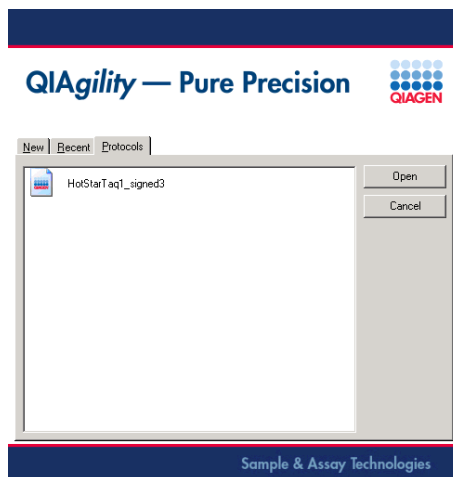 QIAgility — Pure Precision
QIAGEN
New Recent Protocols
HotStarTaq1_signed3
Open
Cancel
Sample & Assay Technologies